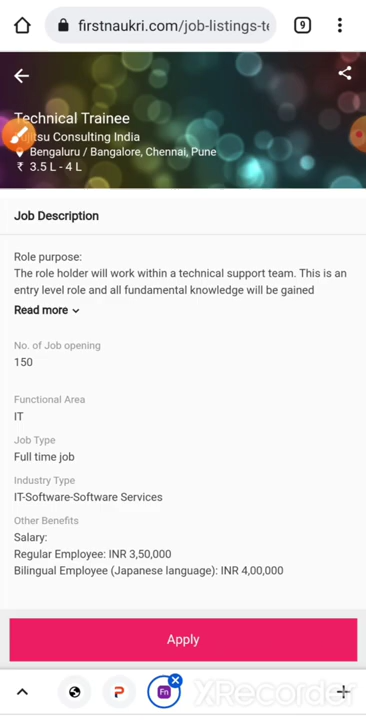 firstnaukri.com/job-listings-te
9
Technical Trainee
ujitsu Consulting India
Bengaluru / Bangalore, Chennai, Pune
₹ 3.5 L - 4 L
Job Description
Role purpose:
The role holder will work within a technical support team. This is an
entry level role and all fundamental knowledge will be gained
Read more
No. of Job opening
150
Functional Area
IT
Job Type
Full time job
Industry Type
IT-Software-Software Services
Other Benefits
Salary:
Regular Employee: INR 3,50,000
Bilingual Employee (Japanese language): INR 4,00,000
Apply
Fn
XRecorder